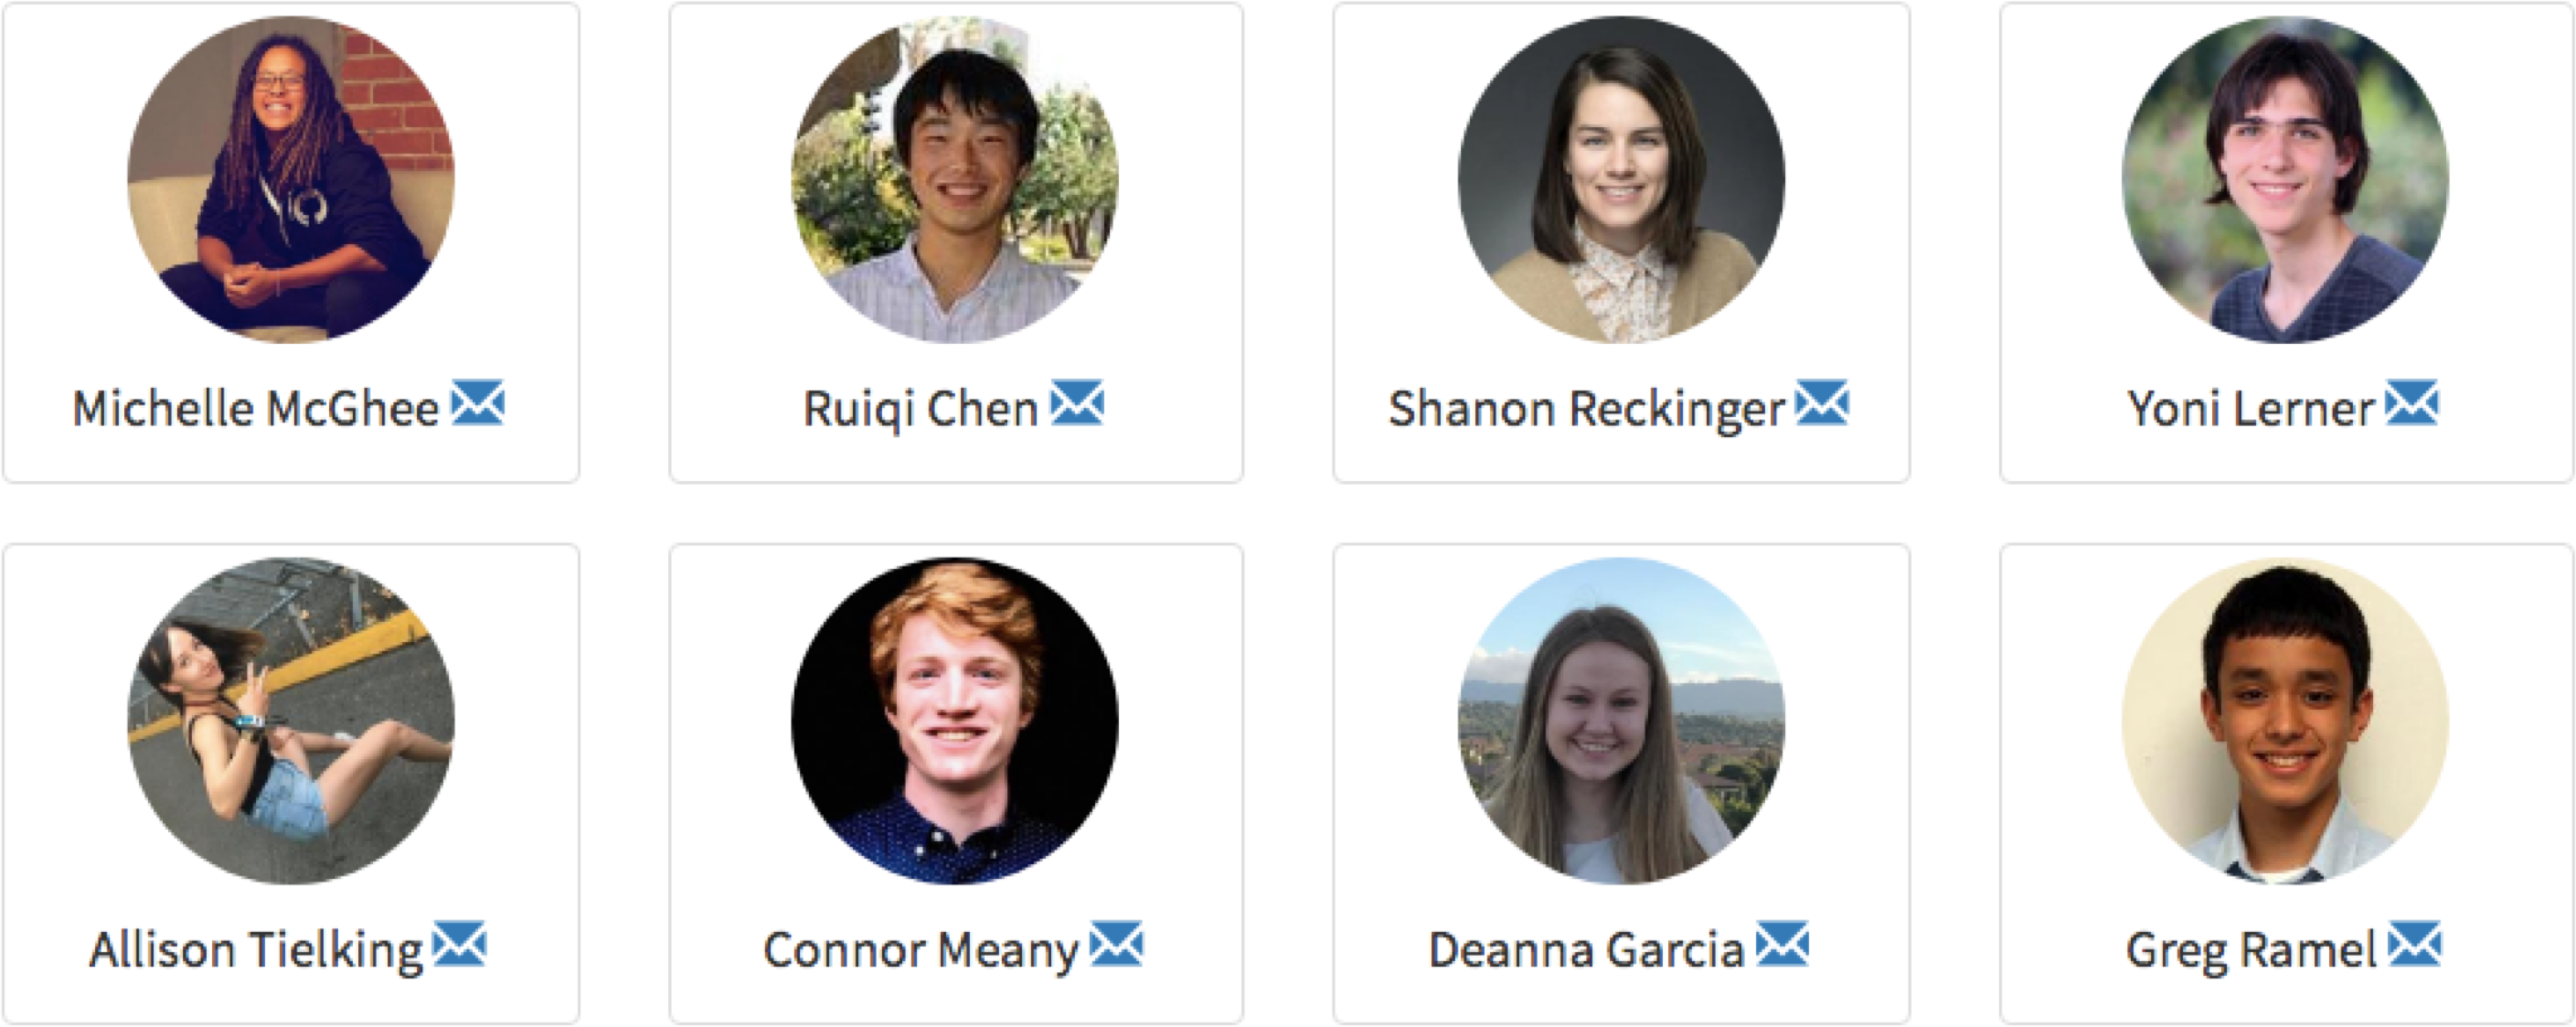 Michelle McGhee
Ruiqi Chen
Shanon Reckinger
Yoni Lerner
Allison Tielking
Connor Meany
Deanna Garcia
Greg Ramel